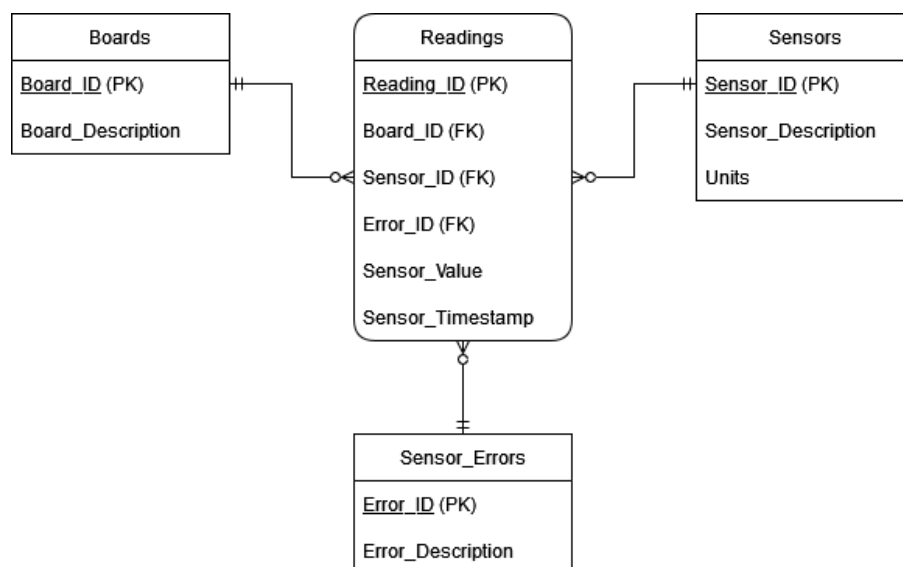 Boards
Board_ID (PK)
Board_Description
Readings
Reading_ID (PK)
Board_ID (FK)
Sensor_ID (FK)
Error_ID (FK)
Sensor_Value
Sensor_Timestamp
Sensors
Sensor_ID (PK)
Sensor_Description
Units
Sensor_Errors
Error_ID (PK)
Error_Description